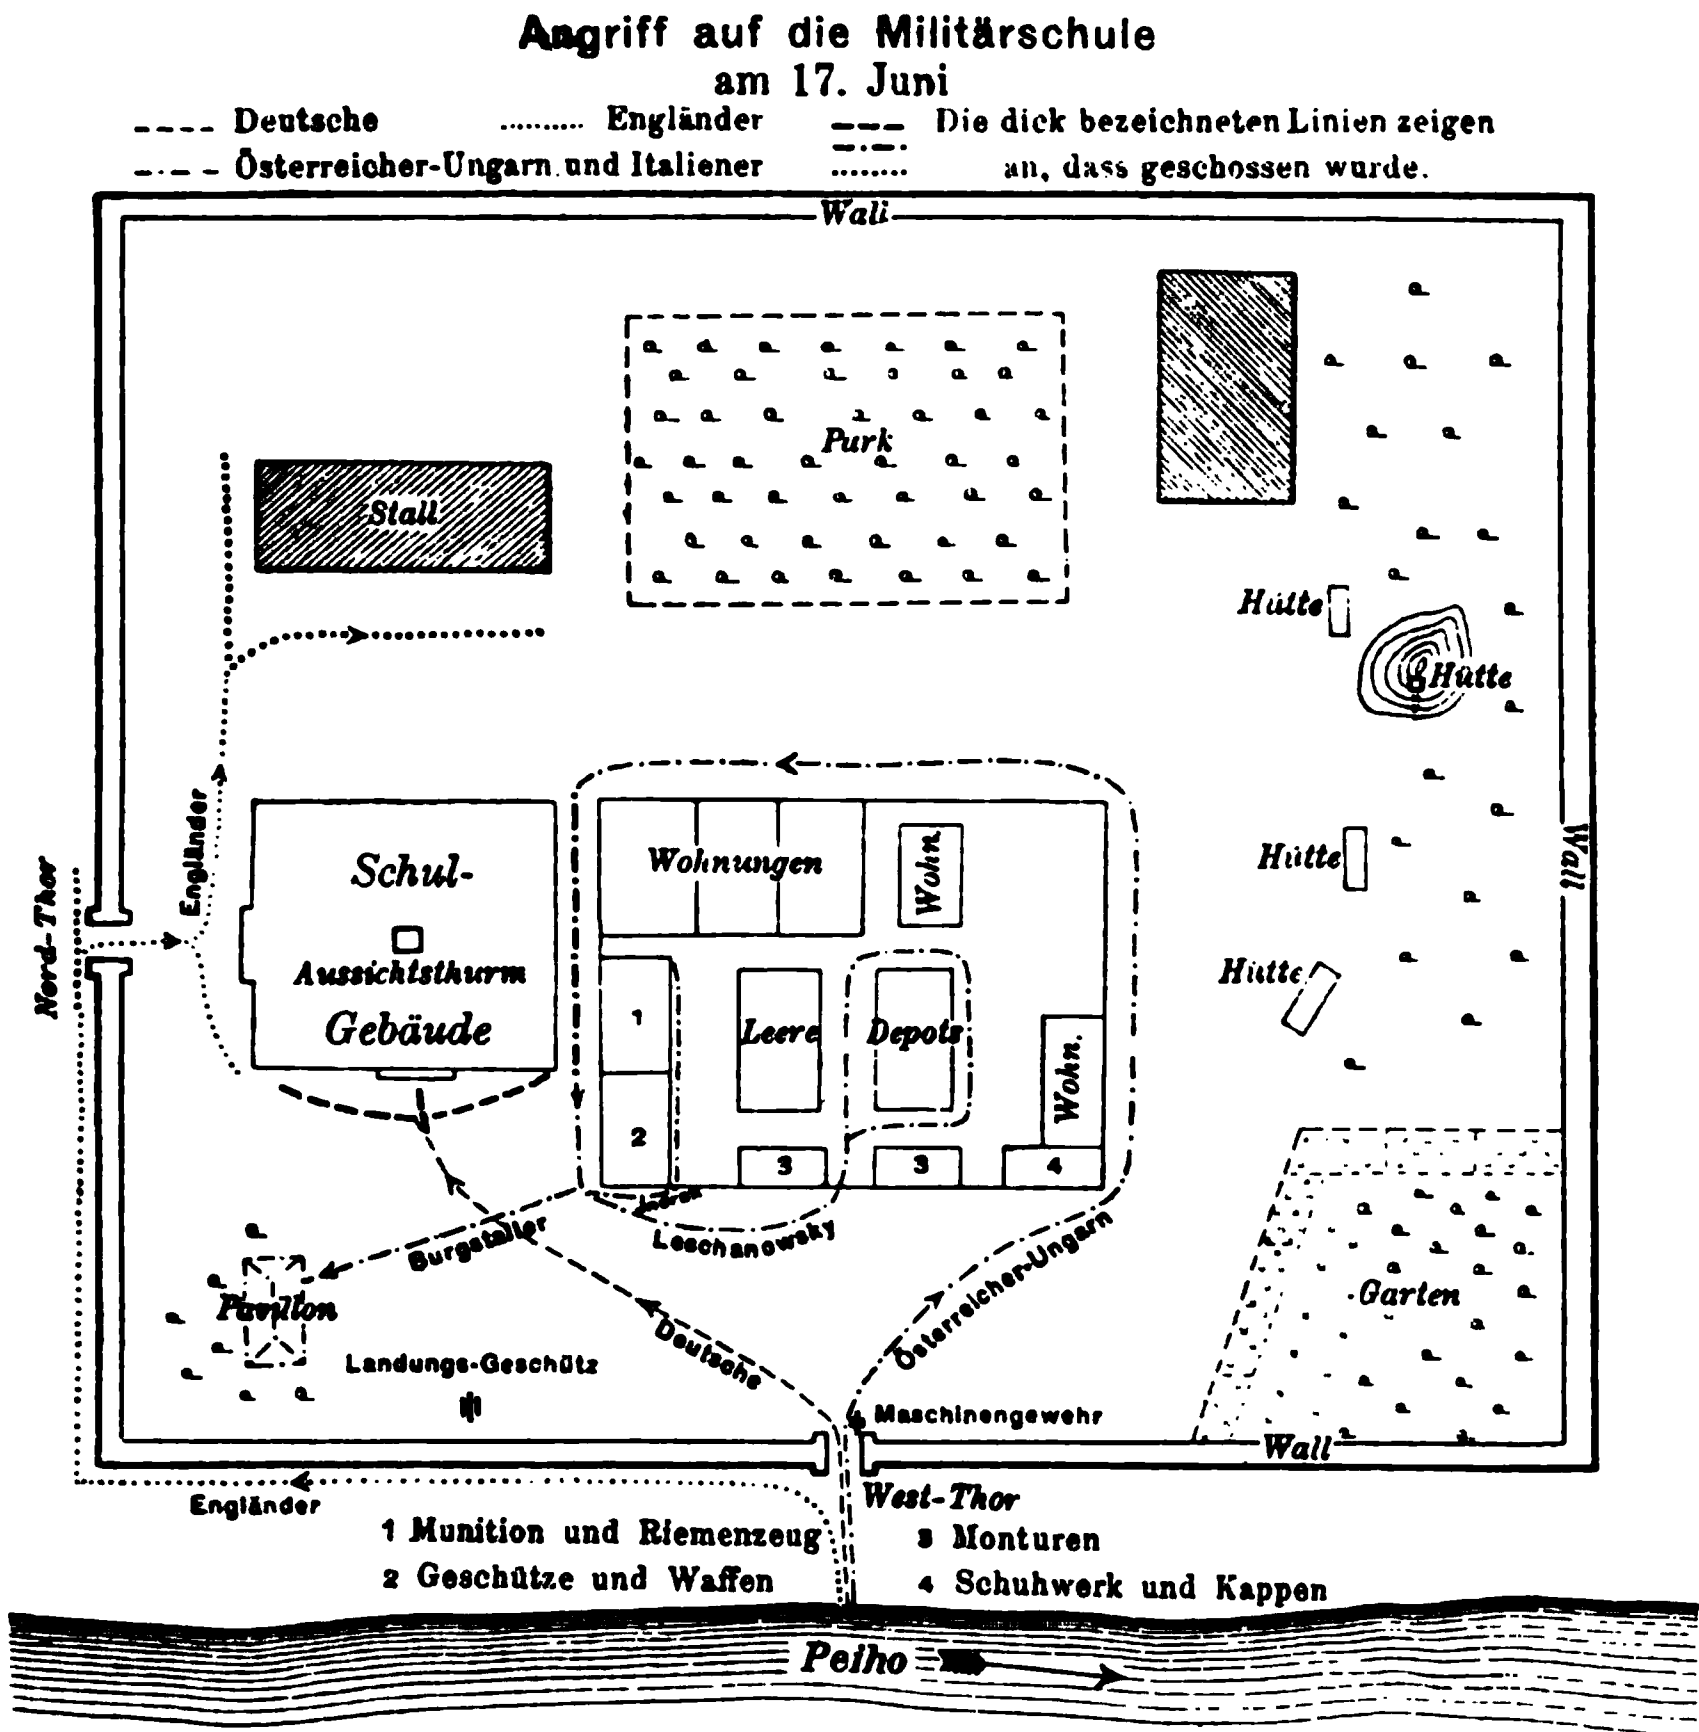 Angriff auf die Militärschule
am 17. Juni
Deutsche
Engländer
Die dick bezeichneten Linien zeigen
Österreicher-Ungarn und Italiener
an, dass geschossen wurde.
Wall
Park
Stall
Hütte
Hütte
Engländer
Nord-Thor
Schul-
Aussichtsthurm
Gebäude
Wohnungen
Wohn.
Hütte
Wall
Hütte
1
Leere
Depots
Wohn.
2
3
3
4
Indrak
Burgstaller
Leschanowsky
Österreicher-Ungarn
Pavillon
Garten
Deutsche
Landungs-Geschütz
Maschinengewehr
Wall
Engländer
West-Thor
1 Munition und Riemenzeug
3 Monturen
2 Geschütze und Waffen
4 Schuhwerk und Kappen
Peiho